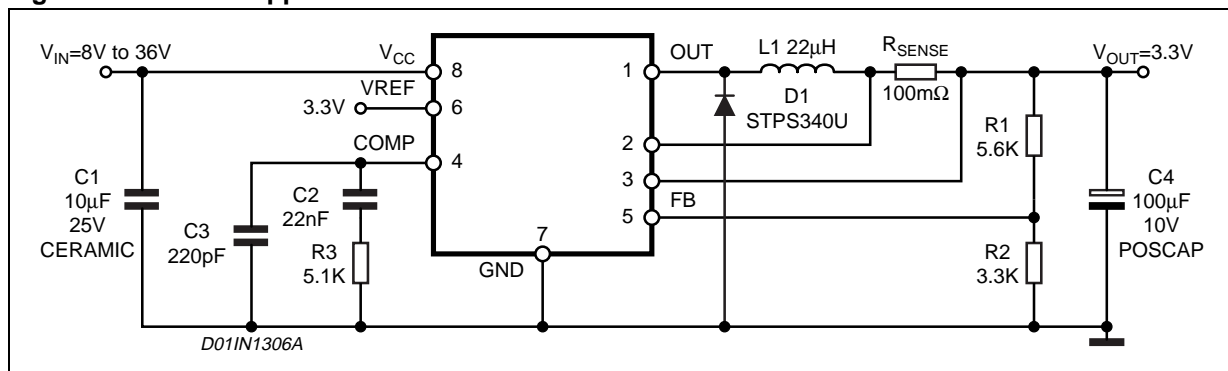 V_IN=8V to 36V
V_CC
8
VREF
3.3V
6
COMP
4
C1
10µF
25V
CERAMIC
C3
220pF
C2
22nF
R3
5.1K
7
GND
D01IN1306A
1
OUT
L1 22µH
R_SENSE
100mΩ
V_OUT=3.3V
D1
STPS340U
2
3
FB
5
R1
5.6K
R2
3.3K
C4
100µF
10V
POSCAP